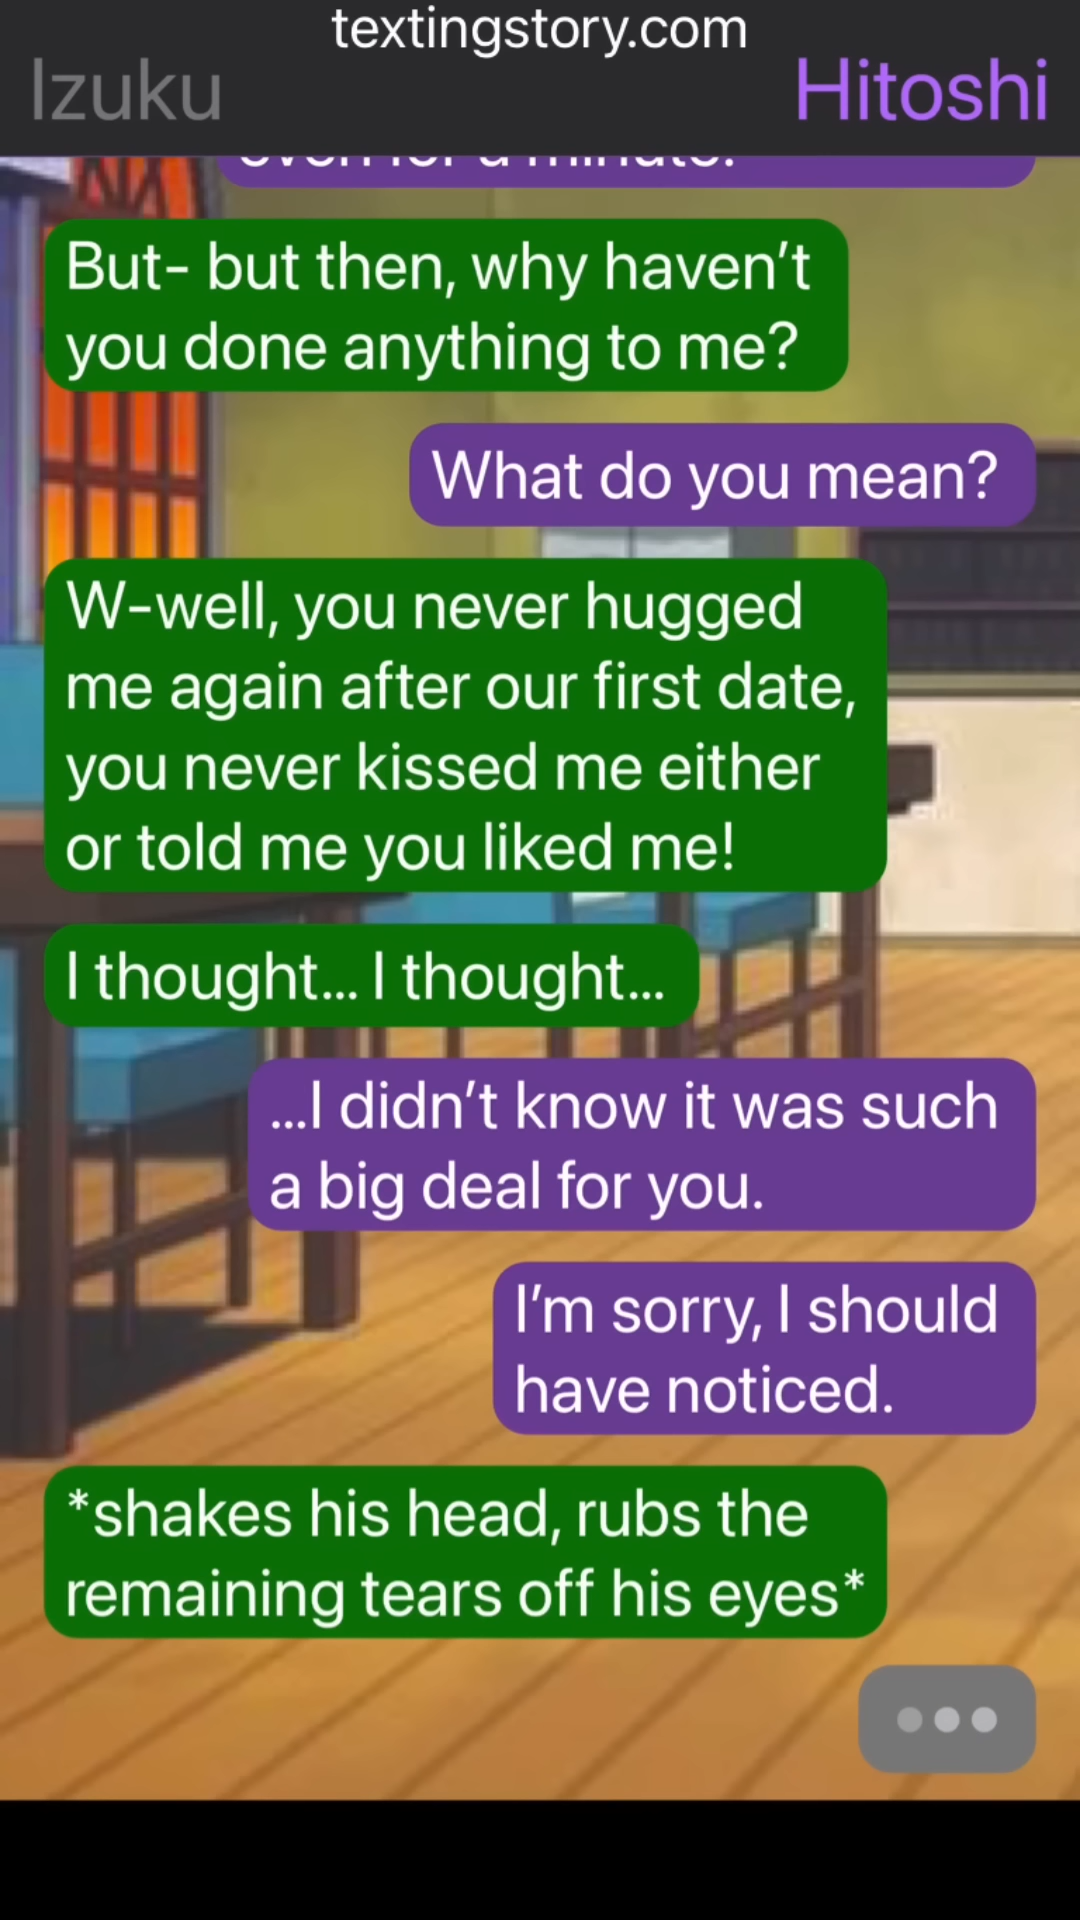 textingstory.com
Izuku
Hitoshi
even for a minute.
But- but then, why haven’t
you done anything to me?
What do you mean?
W-well, you never hugged
me again after our first date,
you never kissed me either
or told me you liked me!
I thought... I thought...
...I didn’t know it was such
a big deal for you.
I’m sorry, I should
have noticed.
*shakes his head, rubs the
remaining tears off his eyes*